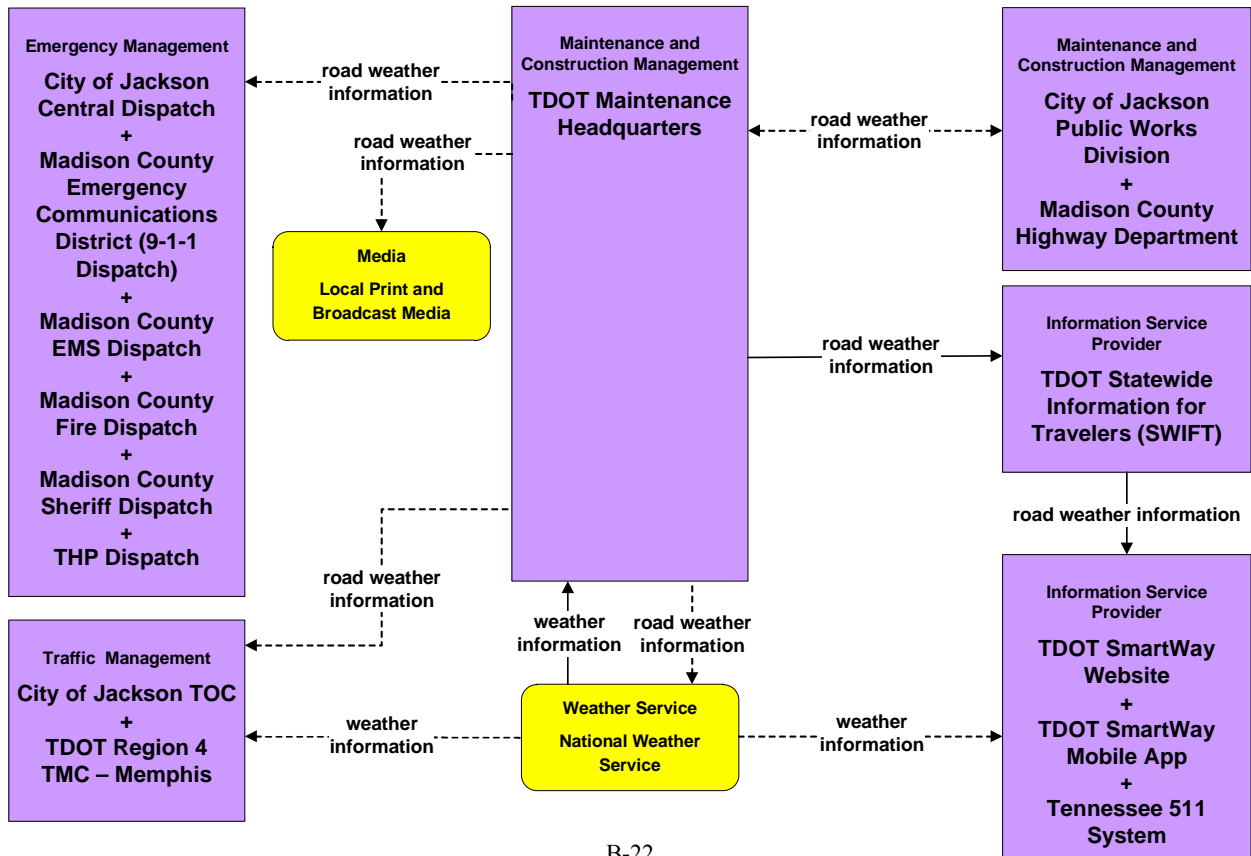 Emergency Management
City of Jackson
Central Dispatch
+
Madison County
Emergency
Communications
District (9-1-1
Dispatch)
+
Madison County
EMS Dispatch
+
Madison County
Fire Dispatch
+
Madison County
Sheriff Dispatch
+
THP Dispatch
road weather
information
road weather
information
Media
Local Print and
Broadcast Media
Maintenance and
Construction Management
TDOT Maintenance
Headquarters
road weather
information
Maintenance and
Construction Management
City of Jackson
Public Works
Division
+
Madison County
Highway Department
road weather
information
Information Service
Provider
TDOT Statewide
Information for
Travelers (SWIFT)
road weather information
road weather
information
weather
information
road weather
information
Traffic Management
City of Jackson TOC
+
TDOT Region 4
TMC – Memphis
weather
information
Weather Service
National Weather
Service
weather
information
Information Service
Provider
TDOT SmartWay
Website
+
TDOT SmartWay
Mobile App
+
Tennessee 511
System
B-22